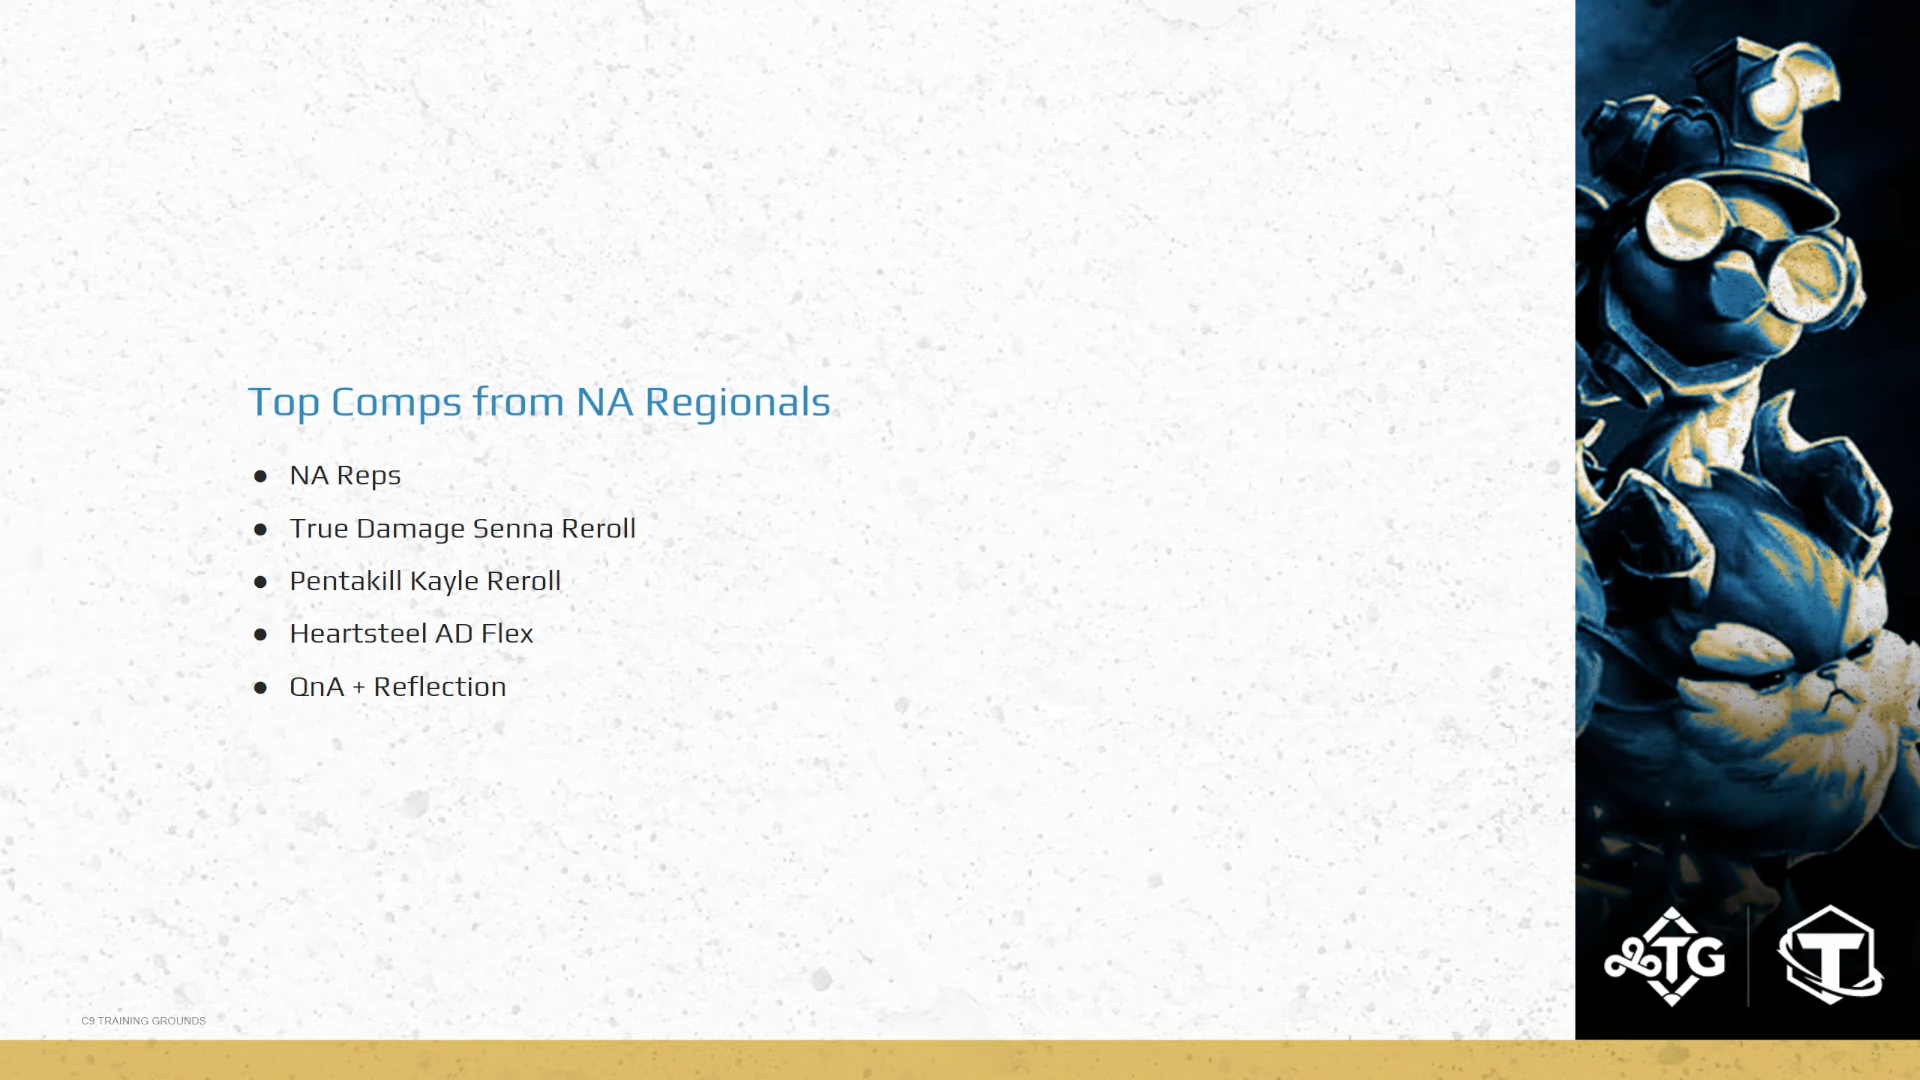 Top Comps from NA Regionals
● NA Reps
● True Damage Senna Reroll
● Pentakill Kayle Reroll
● Heartsteel AD Flex
● QnA + Reflection
TG
T
C9 TRAINING GROUNDS